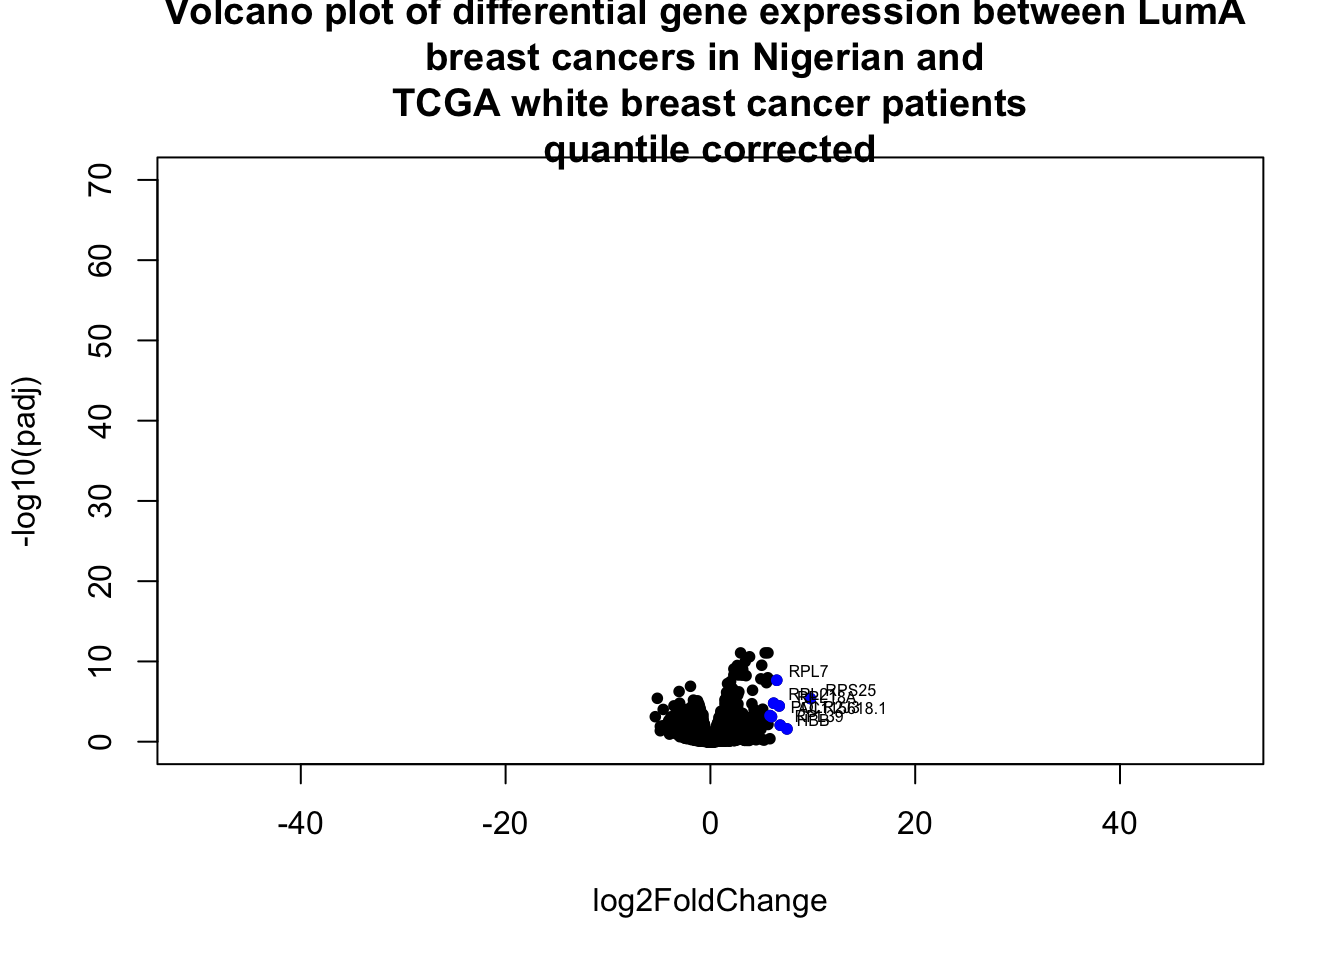 Volcano plot of differential gene expression between LumA
breast cancers in Nigerian and
TCGA white breast cancer patients
quantile corrected
70
60
50
40
30
20
10
0
-log10(padj)
RPL7
RPS25
RPL39
HBB
-40
-20
0
20
40
log2FoldChange